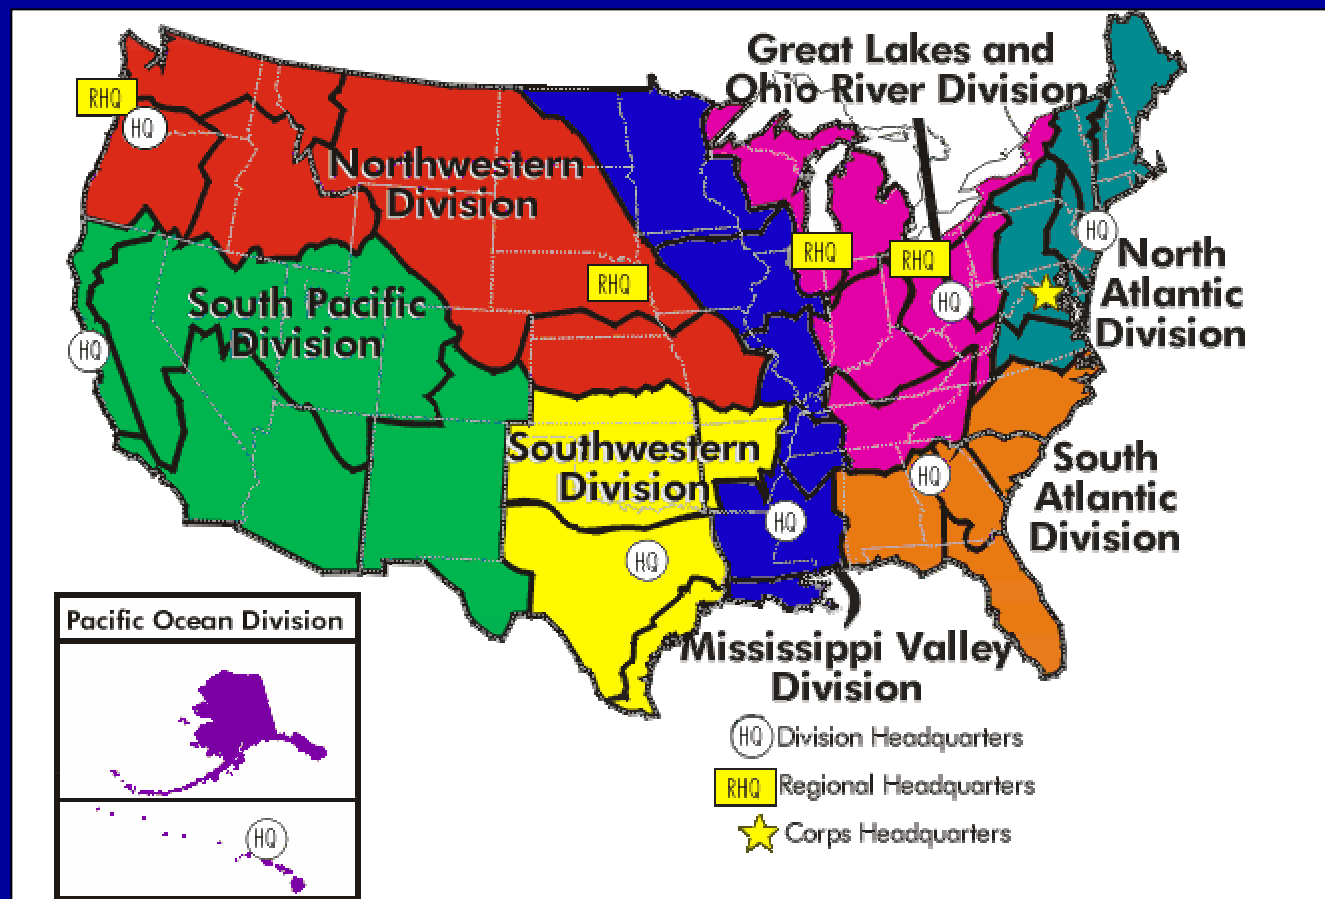 Great Lakes and
Ohio River Division
RHQ
HQ
Northwestern
Division
HQ
RHQ
RHQ
RHQ
North
Atlantic
Division
South Pacific
Division
HQ
HQ
Southwestern
Division
HQ
South
Atlantic
Division
HQ
HQ
Mississippi Valley
Division
Pacific Ocean Division
HQ
HQ Division Headquarters
RHQ Regional Headquarters
Corps Headquarters